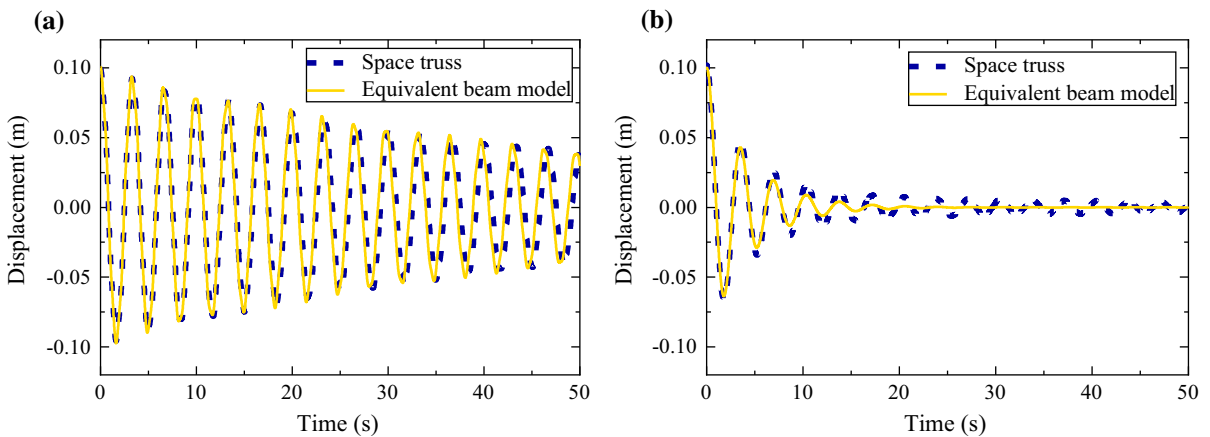 (a)
Space truss
Equivalent beam model
Displacement (m)
0.10
0.05
0.00
-0.05
-0.10
0 10 20 30 40 50
Time (s)
(b)
Space truss
Equivalent beam model
Displacement (m)
0.10
0.05
0.00
-0.05
-0.10
0 10 20 30 40 50
Time (s)